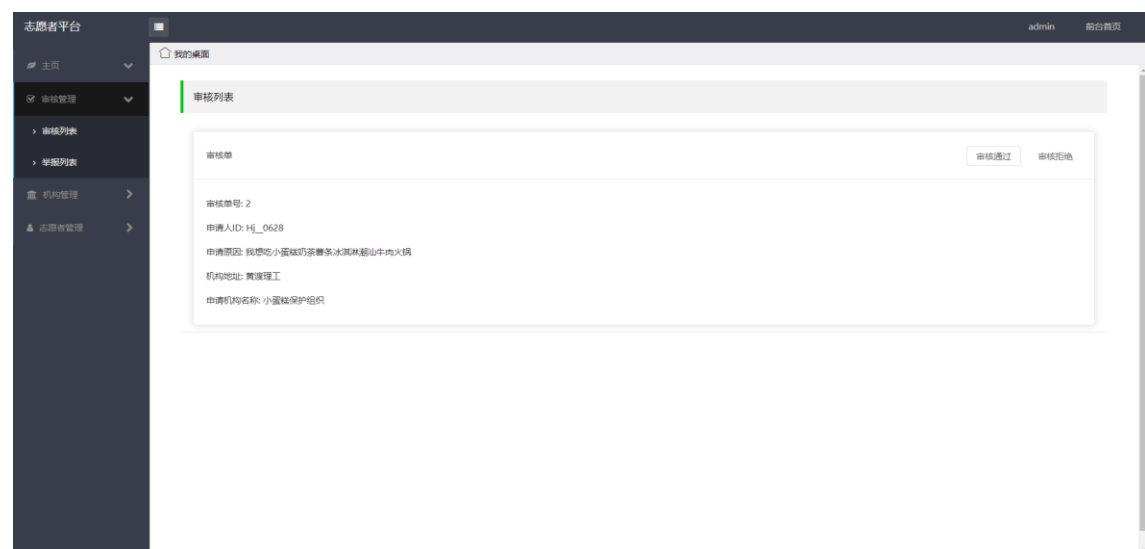 志愿者平台
admin 前台首页
我的桌面
主页
审核管理
审核列表
举报列表
机构管理
志愿者管理
审核列表
审核单
审核通过 审核拒绝
审核单号: 2
申请人ID: Hj__0628
申请原因: 我想吃小蛋糕奶茶薯条冰淇淋潮汕牛肉火锅
机构地址: 黄渡理工
申请机构名称: 小蛋糕保护组织